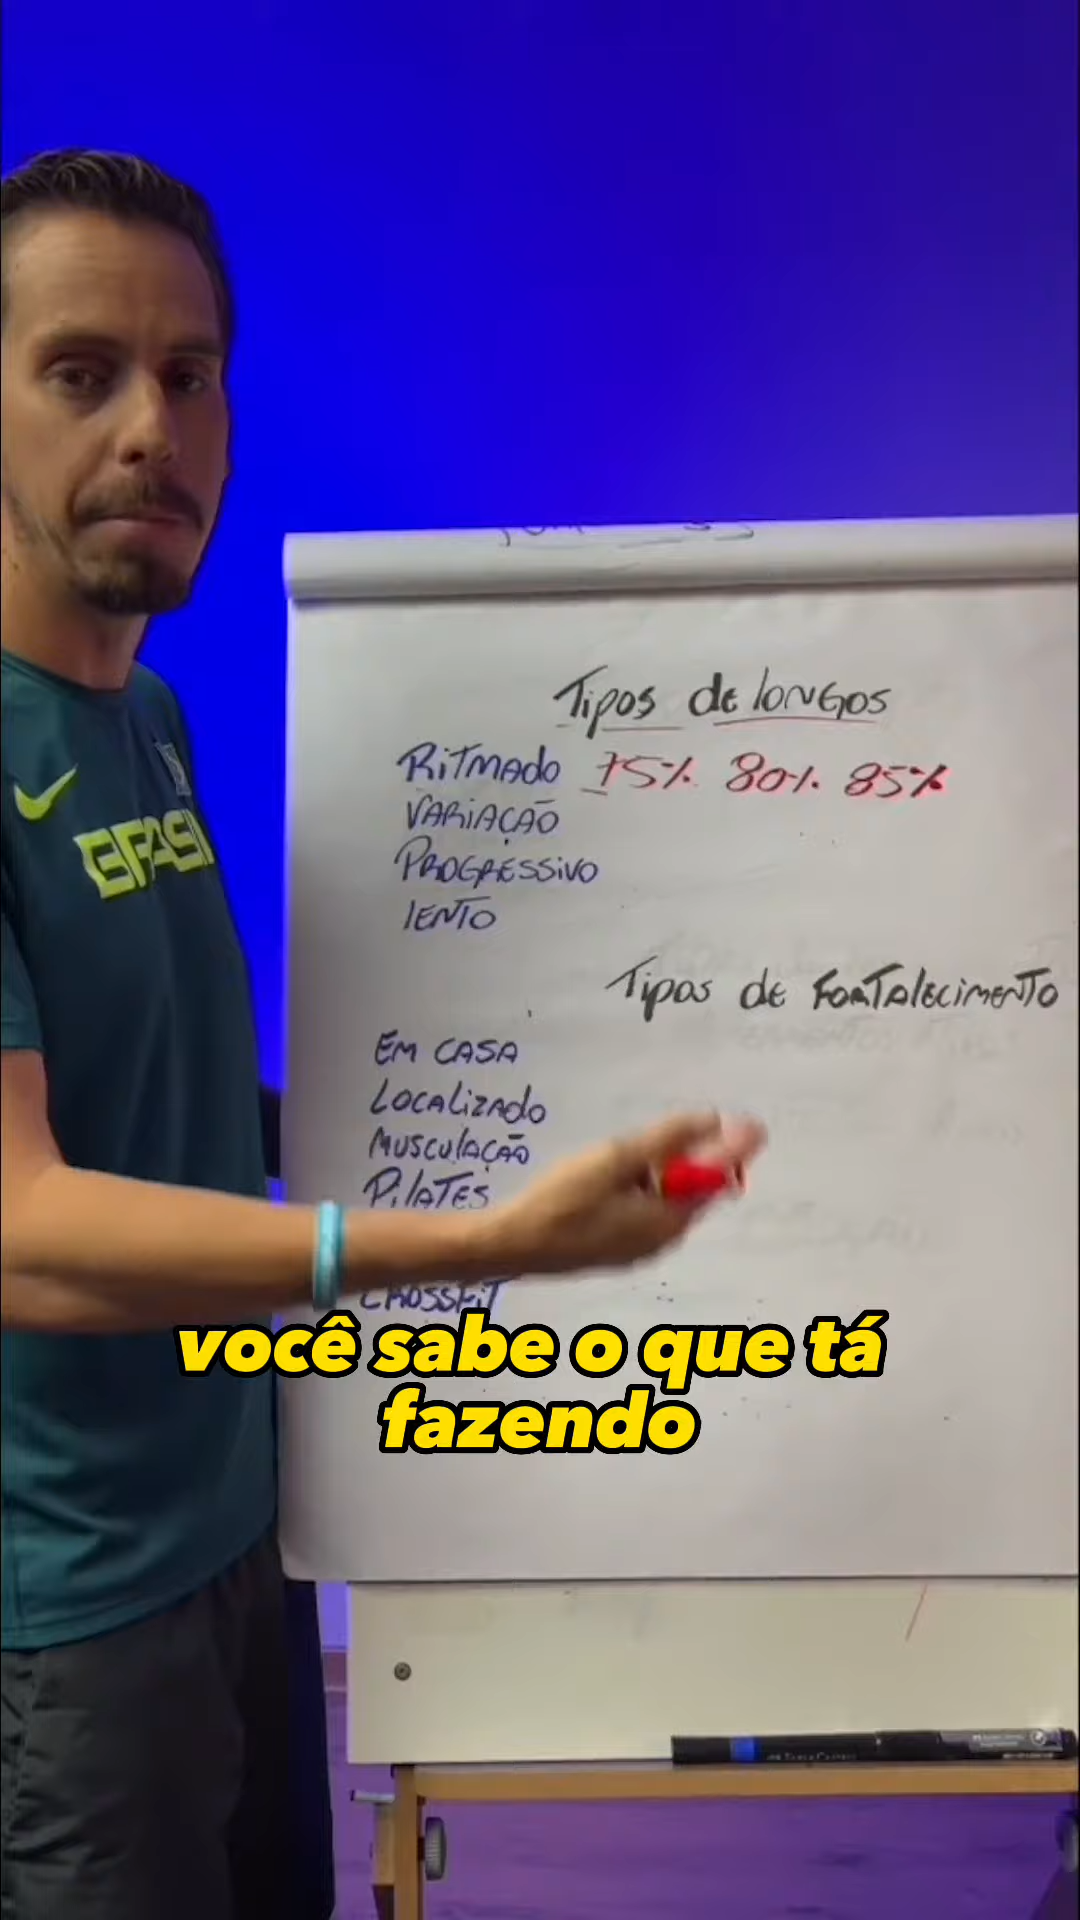 Tipos de longos
Ritmado 75% 80% 85%
Variação
Progressivo
Lento
Tipos de Fortalecimento
Em casa
Localizado
Musculação
Pilates
Crossfit
BRASIL
você sabe o que tá
fazendo